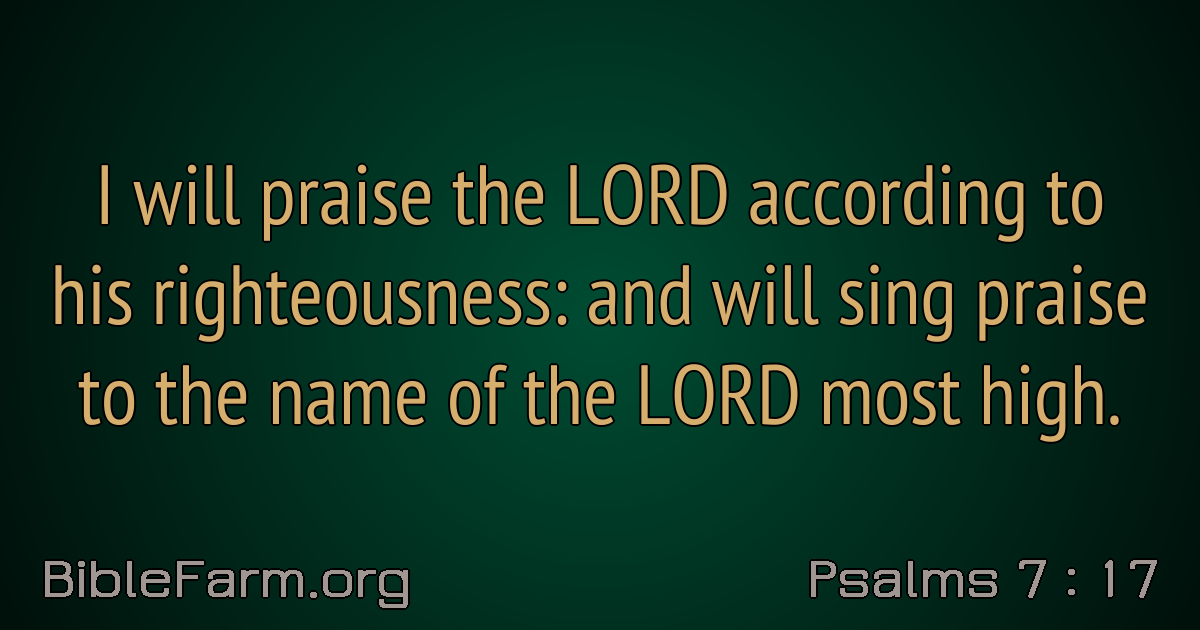 I will praise the LORD according to
his righteousness: and will sing praise
to the name of the LORD most high.
BibleFarm.org
Psalms 7 : 17